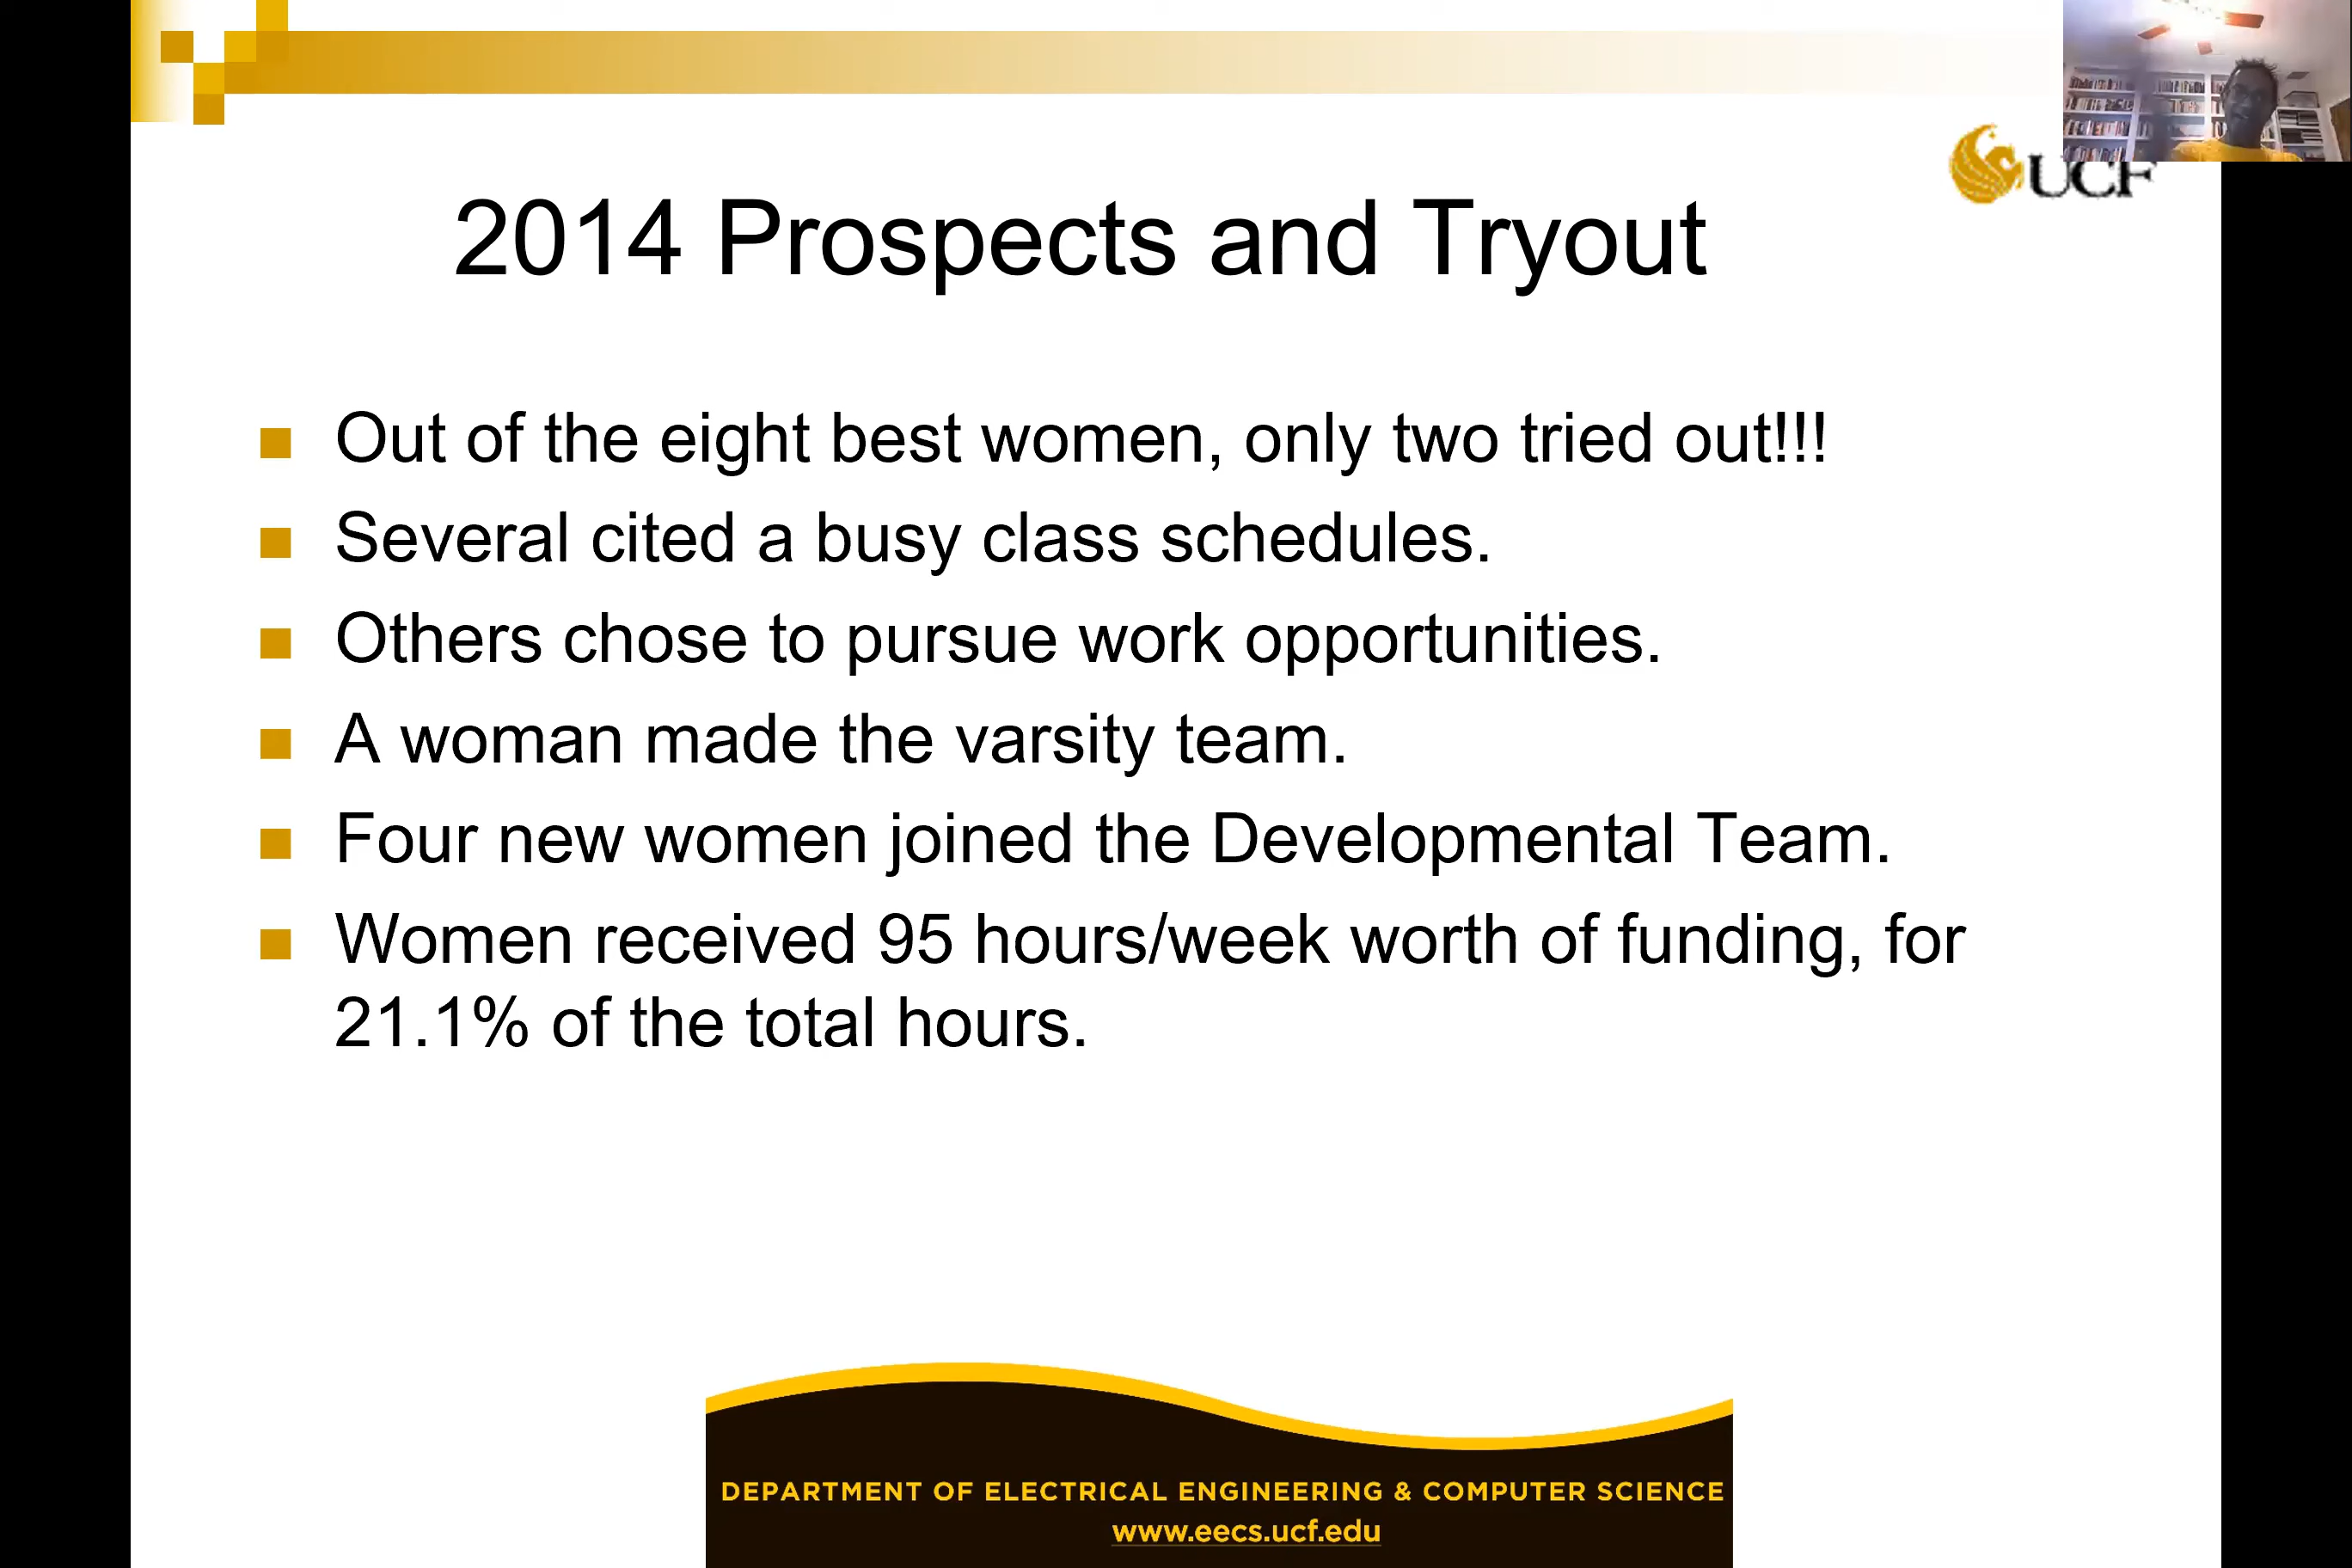 UCF
2014 Prospects and Tryout
Out of the eight best women, only two tried out!!!
Several cited a busy class schedules.
Others chose to pursue work opportunities.
A woman made the varsity team.
Four new women joined the Developmental Team.
Women received 95 hours/week worth of funding, for
21.1% of the total hours.
DEPARTMENT OF ELECTRICAL ENGINEERING & COMPUTER SCIENCE
www.eecs.ucf.edu